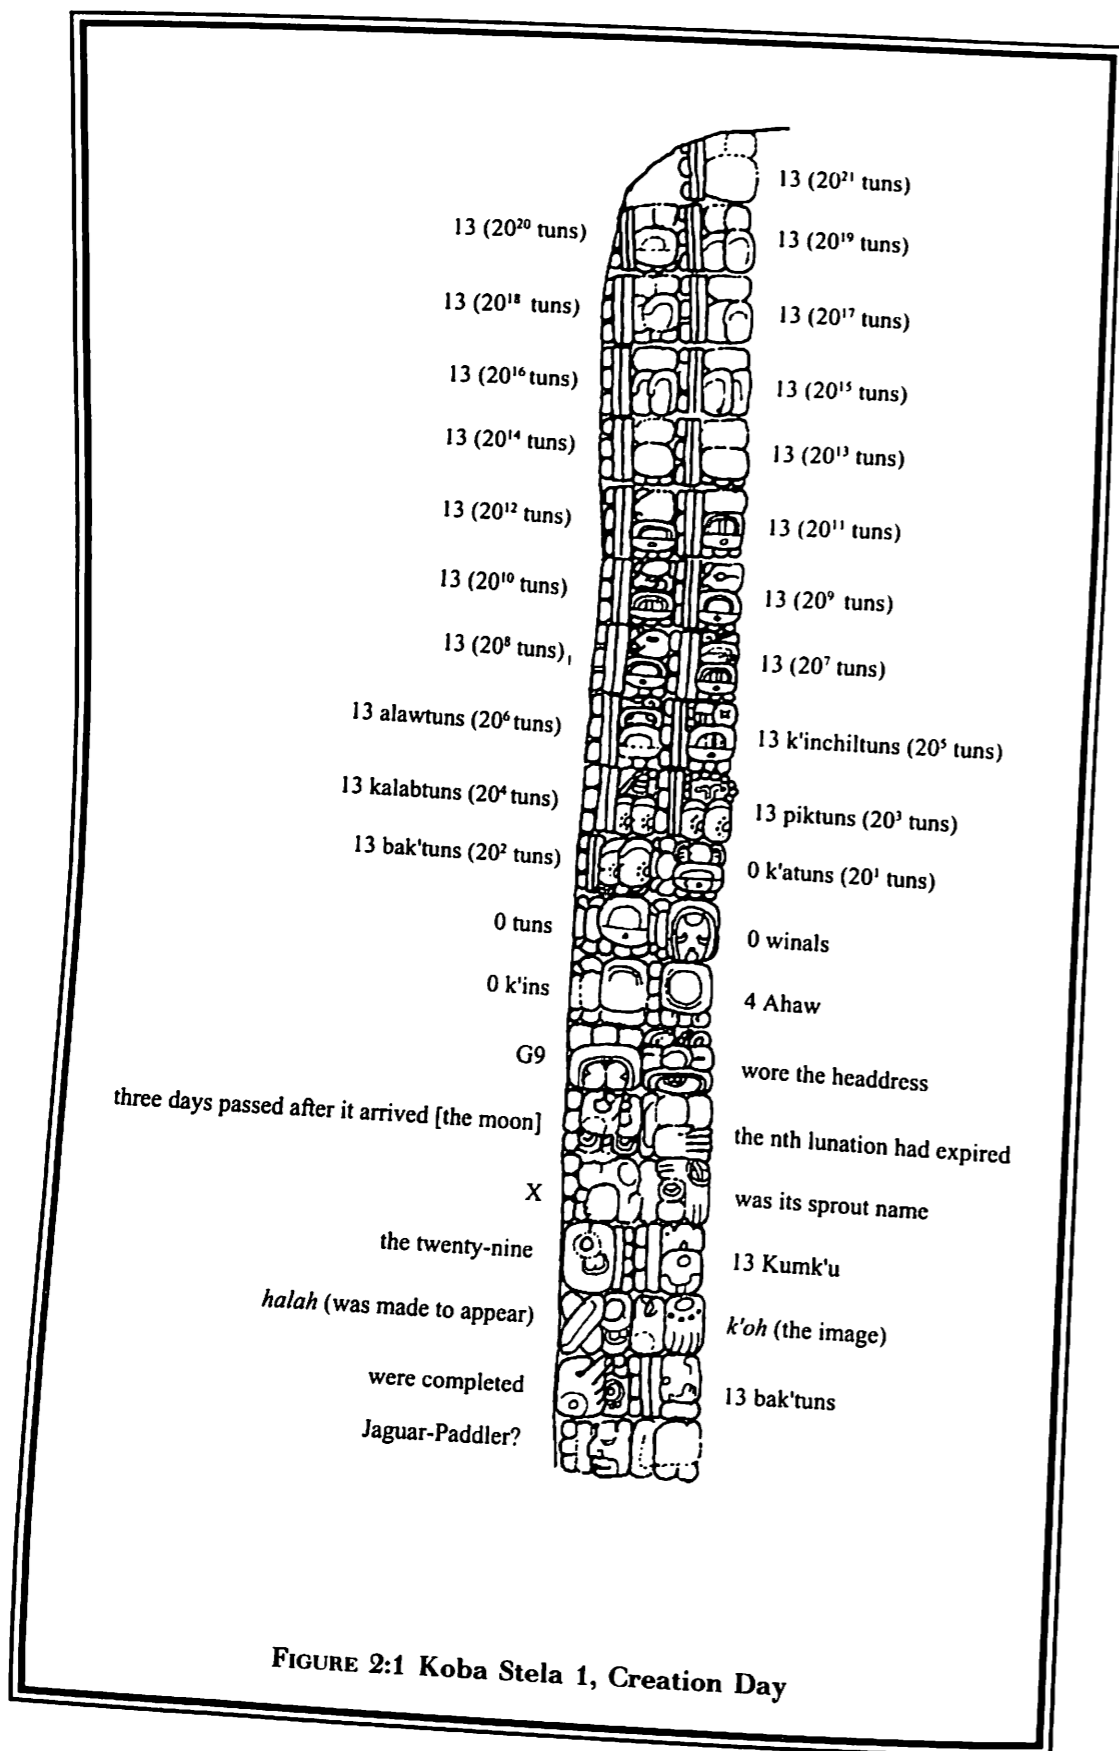 13 (20²¹ tuns)
13 (20²⁰ tuns)
13 (20¹⁹ tuns)
13 (20¹⁸ tuns)
13 (20¹⁷ tuns)
13 (20¹⁶ tuns)
13 (20¹⁵ tuns)
13 (20¹⁴ tuns)
13 (20¹³ tuns)
13 (20¹² tuns)
13 (20¹¹ tuns)
13 (20¹⁰ tuns)
13 (20⁹ tuns)
13 (20⁸ tuns)
13 (20⁷ tuns)
13 alawtuns (20⁶ tuns)
13 k'inchiltuns (20⁵ tuns)
13 kalabtuns (20⁴ tuns)
13 piktuns (20³ tuns)
13 bak'tuns (20² tuns)
0 k'atuns (20¹ tuns)
0 tuns
0 winals
0 k'ins
4 Ahaw
G9
wore the headdress
three days passed after it arrived [the moon]
the nth lunation had expired
X
was its sprout name
the twenty-nine
13 Kumk'u
halah (was made to appear)
k'oh (the image)
were completed
13 bak'tuns
Jaguar-Paddler?
FIGURE 2:1 Koba Stela 1, Creation Day